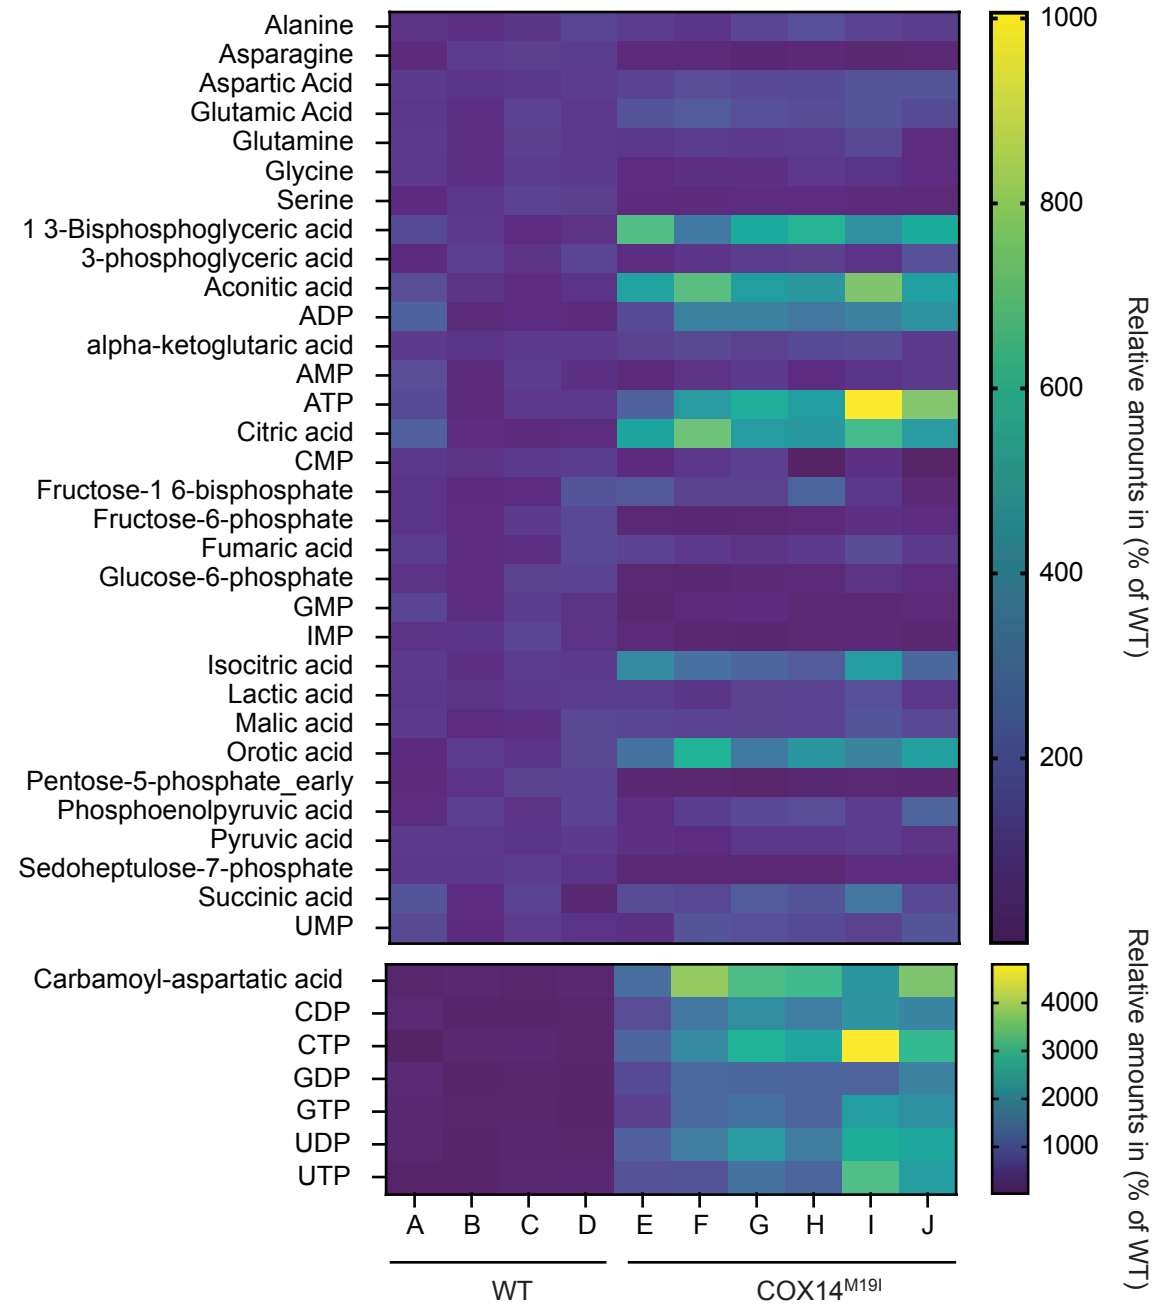 Alanine
Asparagine
Aspartic Acid
Glutamic Acid
Glutamine
Glycine
Serine
1 3-Bisphosphoglyceric acid
3-phosphoglyceric acid
Aconitic acid
ADP
alpha-ketoglutaric acid
AMP
ATP
Citric acid
CMP
Fructose-1 6-bisphosphate
Fructose-6-phosphate
Fumaric acid
Glucose-6-phosphate
GMP
IMP
Isocitric acid
Lactic acid
Malic acid
Orotic acid
Pentose-5-phosphate_early
Phosphoenolpyruvic acid
Pyruvic acid
Sedoheptulose-7-phosphate
Succinic acid
UMP
1000
800
600
400
200
Relative amounts in (% of WT)
Carbamoyl-aspartatic acid
CDP
CTP
GDP
GTP
UDP
UTP
4000
3000
2000
1000
Relative amounts in (% of WT)
A B C D E F G H I J
WT COX14M19I